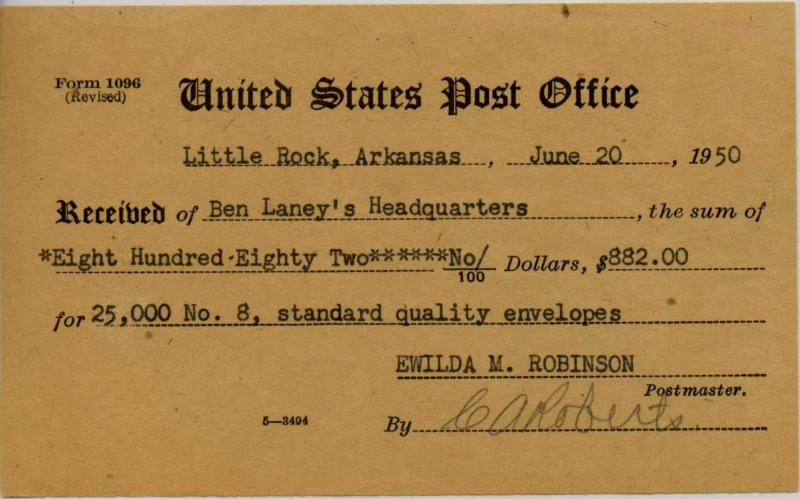 Form 1096
(Revised)
United States Post Office
Little Rock, Arkansas, June 20, 1950
Received of Ben Laney's Headquarters, the sum of
*Eight Hundred-Eighty Two******No/100 Dollars, $882.00
for 25,000 No. 8, standard quality envelopes
EWILDA M. ROBINSON
Postmaster.
5—3494
By C A Roberts